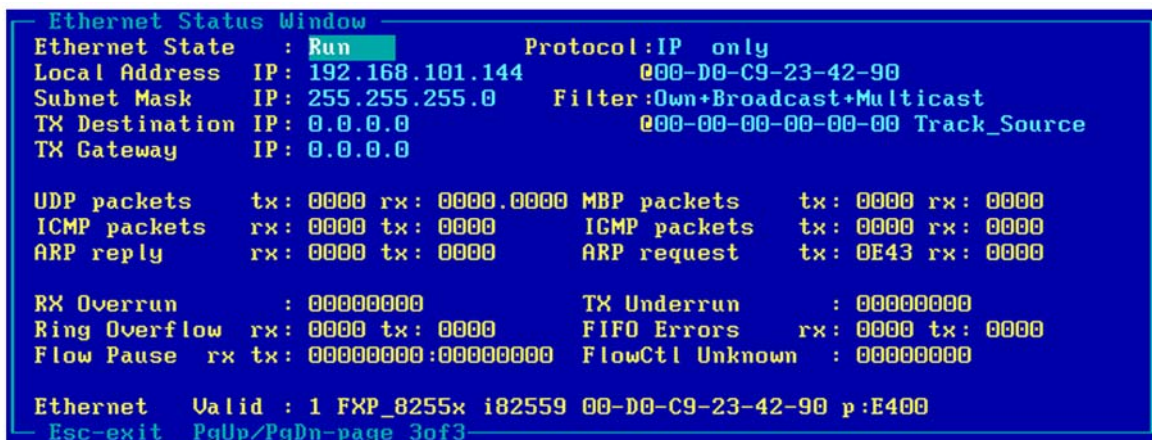 Ethernet Status Window
Ethernet State : Run Protocol:IP only
Local Address IP: 192.168.101.144 @00-D0-C9-23-42-90
Subnet Mask IP: 255.255.255.0 Filter:Own+Broadcast+Multicast
TX Destination IP: 0.0.0.0 @00-00-00-00-00-00 Track_Source
TX Gateway IP: 0.0.0.0
UDP packets tx: 0000 rx: 0000.0000 MBP packets tx: 0000 rx: 0000
ICMP packets rx: 0000 tx: 0000 IGMP packets tx: 0000 rx: 0000
ARP reply rx: 0000 tx: 0000 ARP request tx: 0E43 rx: 0000
RX Overrun : 00000000 TX Underrun : 00000000
Ring Overflow rx: 0000 tx: 0000 FIFO Errors rx: 0000 tx: 0000
Flow Pause rx tx: 00000000:00000000 FlowCtl Unknown : 00000000
Ethernet Valid : 1 FXP_8255x i82559 00-D0-C9-23-42-90 p:E400
Esc-exit PgUp/PgDn-page 3of3